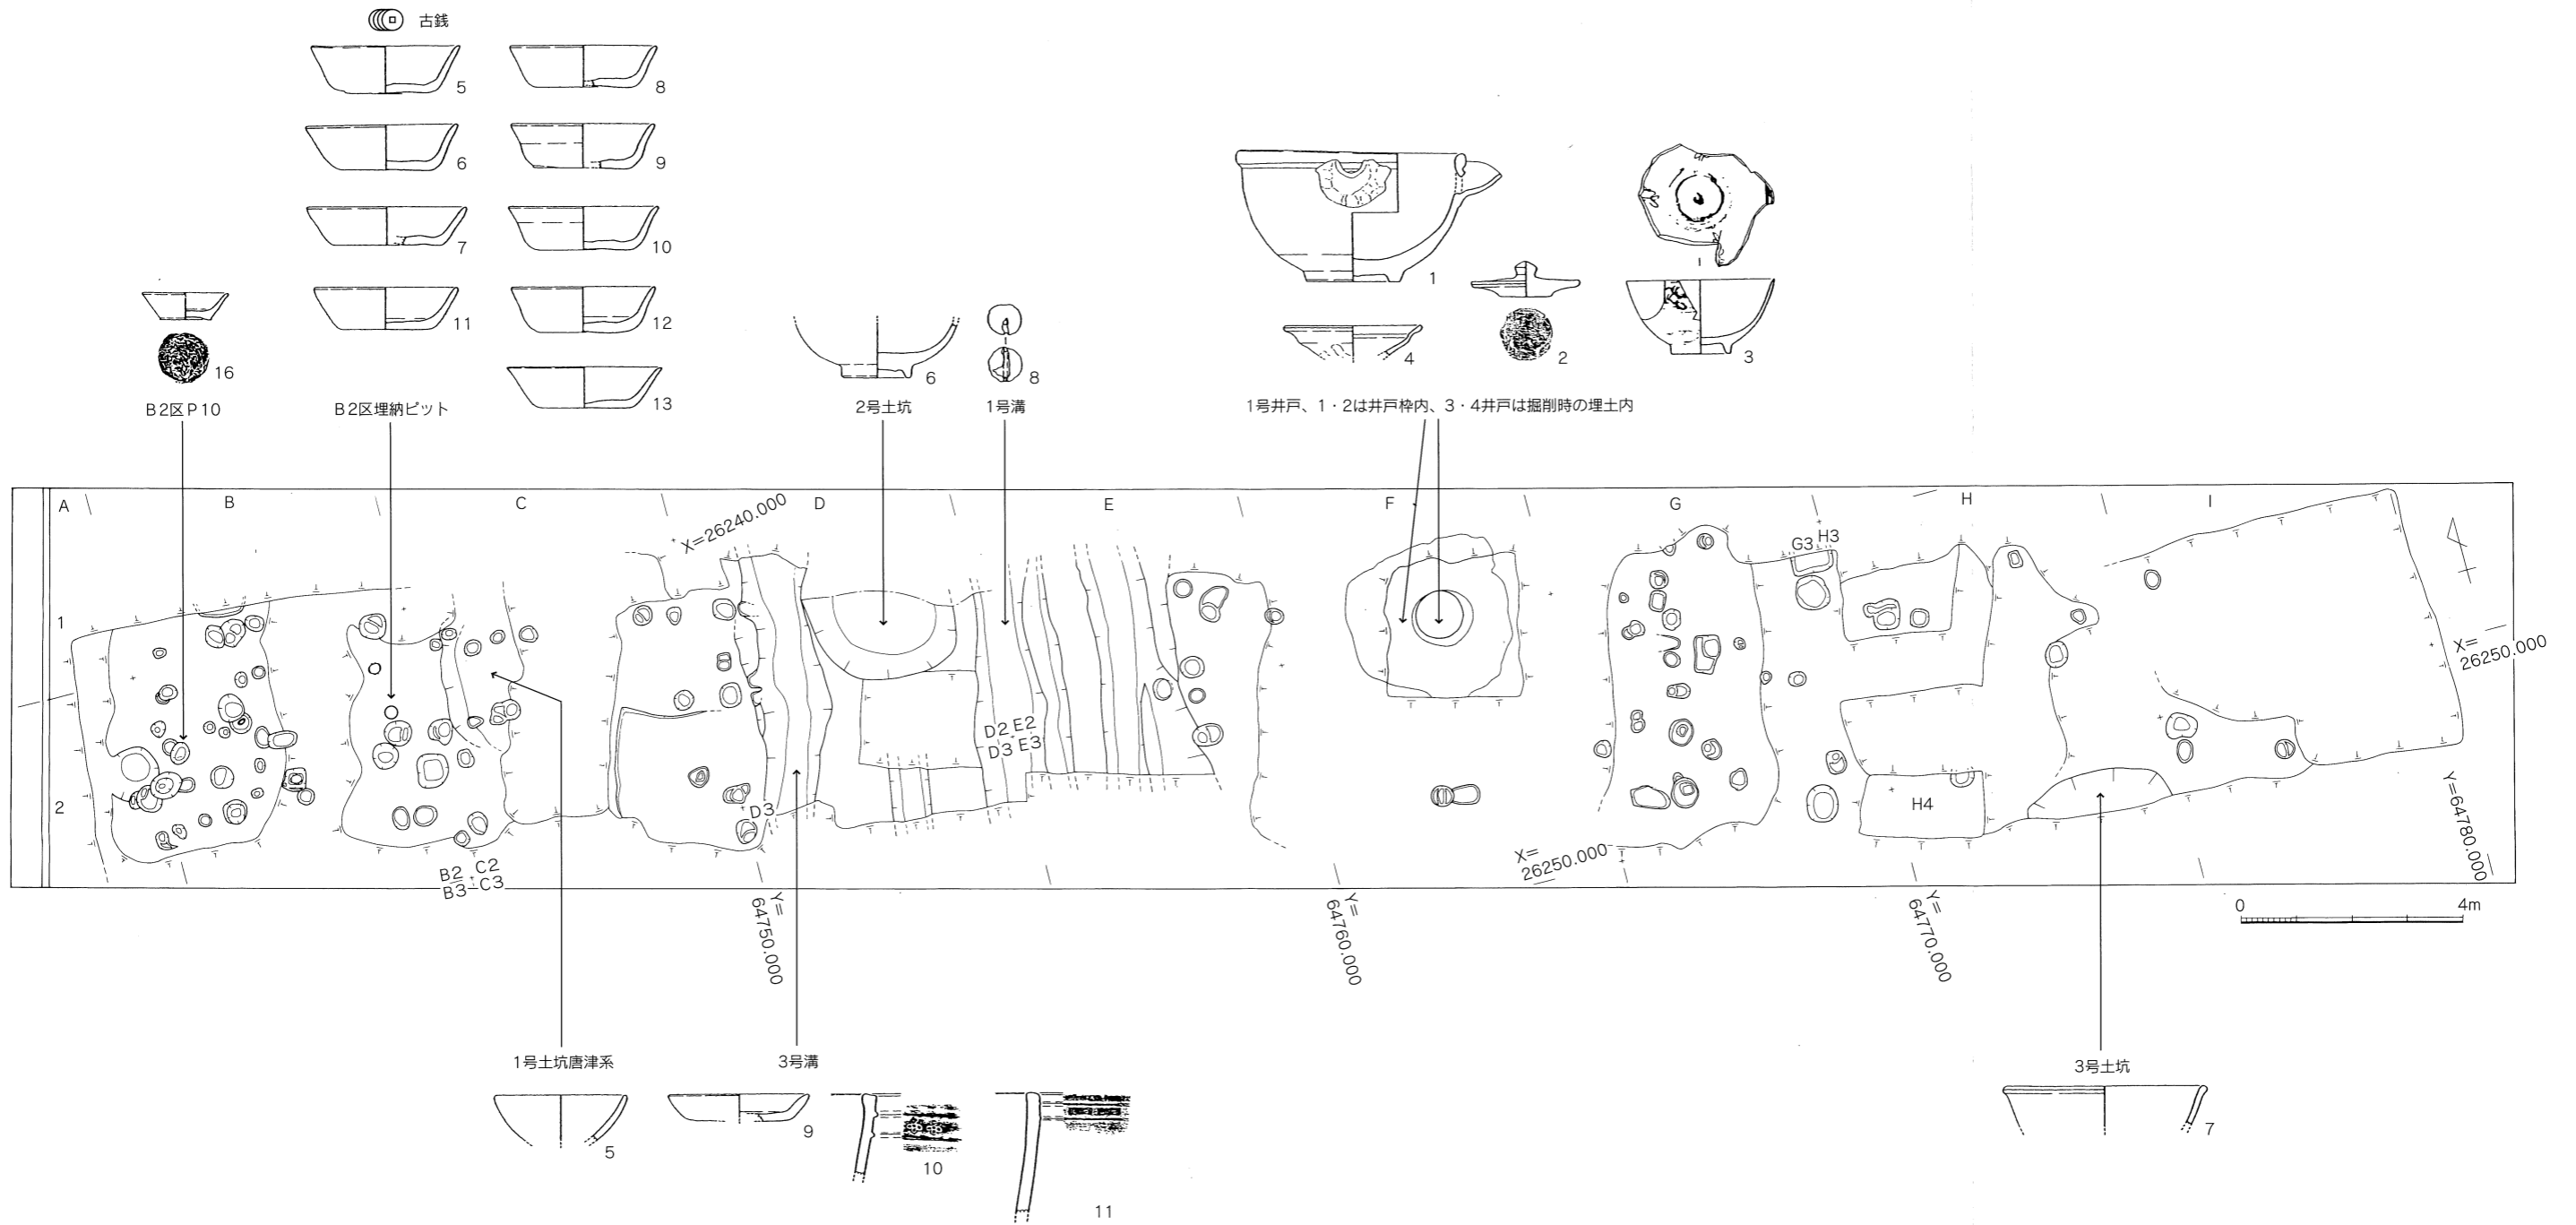 古銭
5
8
6
9
7
10
11
12
13
16
B2区P10
B2区埋納ピット
6
2号土坑
8
1号溝
1
2
3
4
1号井戸、1・2は井戸枠内、3・4井戸は掘削時の埋土内
A
B
C
D
E
F
G
H
I
1
2
X=26240.000
G3
H3
X=
26250.000
D2 E2
D3 E3
D3
H4
B2 C2
B3 C3
X=
26250.000
Y=
64750.000
Y=
64760.000
Y=
64770.000
Y=64780.000
0
4m
1号土坑唐津系
5
3号溝
9
10
11
3号土坑
7